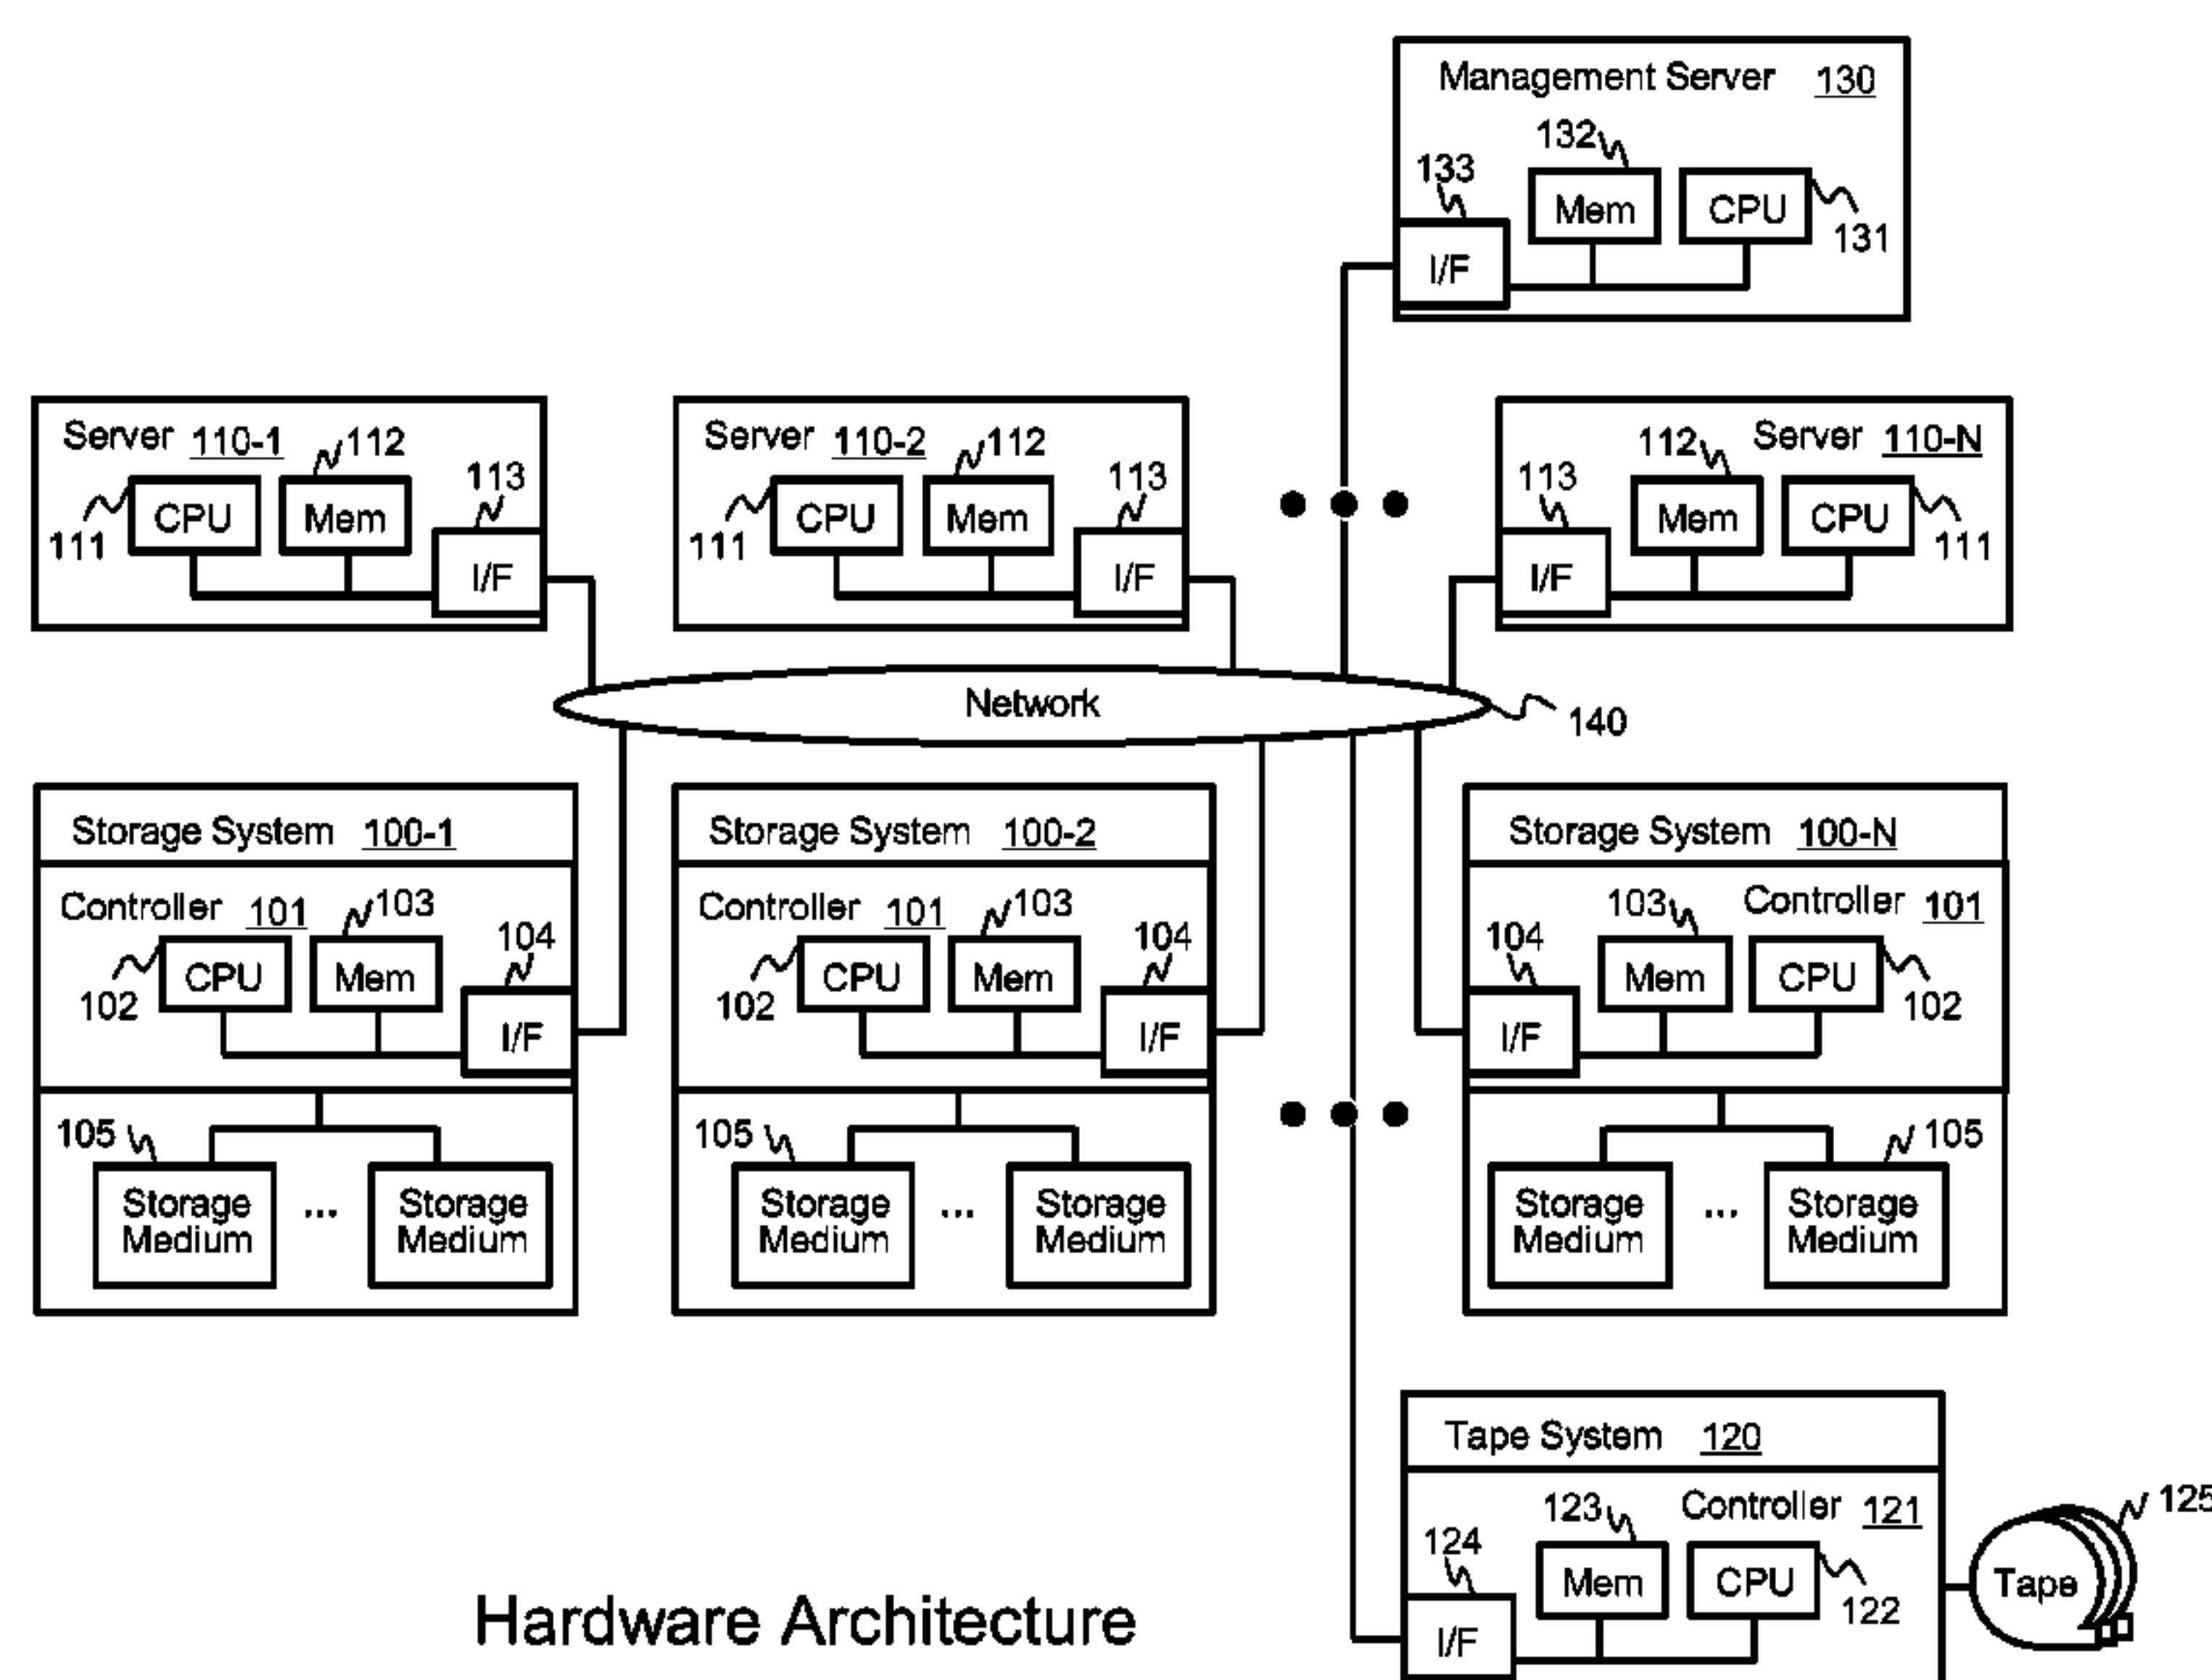 Management Server 130
132
133
Mem
CPU
131
I/F
Server 110-1
112
113
CPU
Mem
111
I/F
Server 110-2
112
113
CPU
Mem
111
I/F
112
Server 110-N
113
Mem
CPU
111
I/F
Network
140
Storage System 100-1
Controller 101
103
104
CPU
Mem
102
I/F
105
Storage
Medium
...
Storage
Medium
Storage System 100-2
Controller 101
103
104
CPU
Mem
102
I/F
105
Storage
Medium
...
Storage
Medium
Storage System 100-N
103
Controller 101
104
Mem
CPU
102
I/F
105
Storage
Medium
...
Storage
Medium
Tape System 120
123
Controller 121
124
Mem
CPU
122
I/F
125
Tape
Hardware Architecture